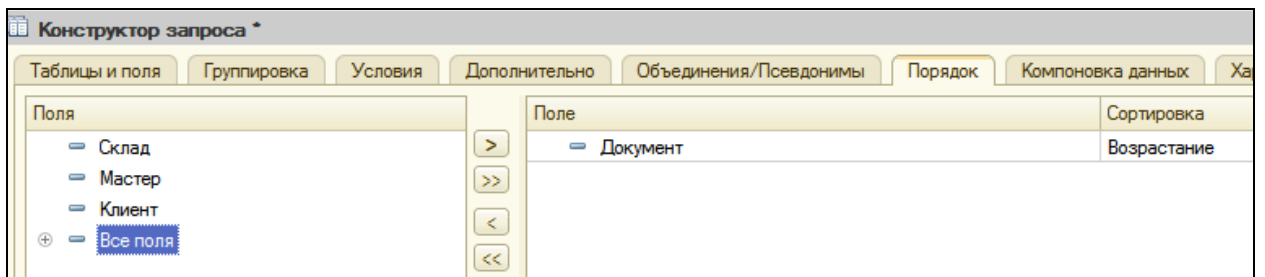 Конструктор запроса *
Таблицы и поля Группировка Условия Дополнительно Объединения/Псевдонимы Порядок Компоновка данных
Поля Поле Сортировка
Склад > Документ Возрастание
Мастер >>
Клиент <
Все поля <<